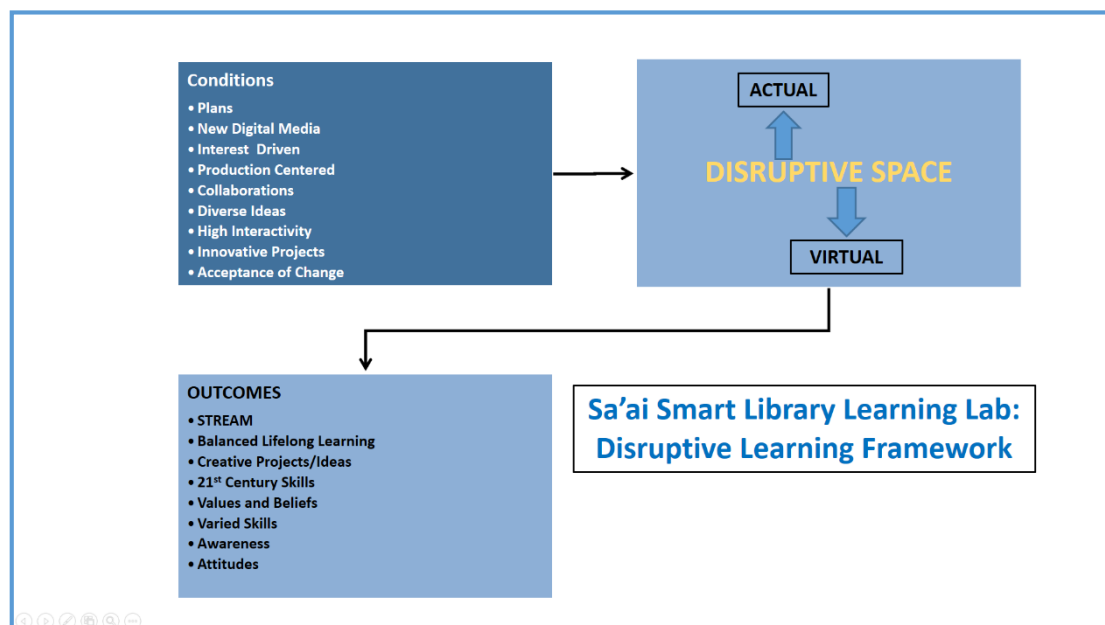 Conditions
• Plans
• New Digital Media
• Interest Driven
• Production Centered
• Collaborations
• Diverse Ideas
• High Interactivity
• Innovative Projects
• Acceptance of Change
ACTUAL
DISRUPTIVE SPACE
VIRTUAL
OUTCOMES
• STREAM
• Balanced Lifelong Learning
• Creative Projects/Ideas
• 21st Century Skills
• Values and Beliefs
• Varied Skills
• Awareness
• Attitudes
Sa’ai Smart Library Learning Lab:
Disruptive Learning Framework